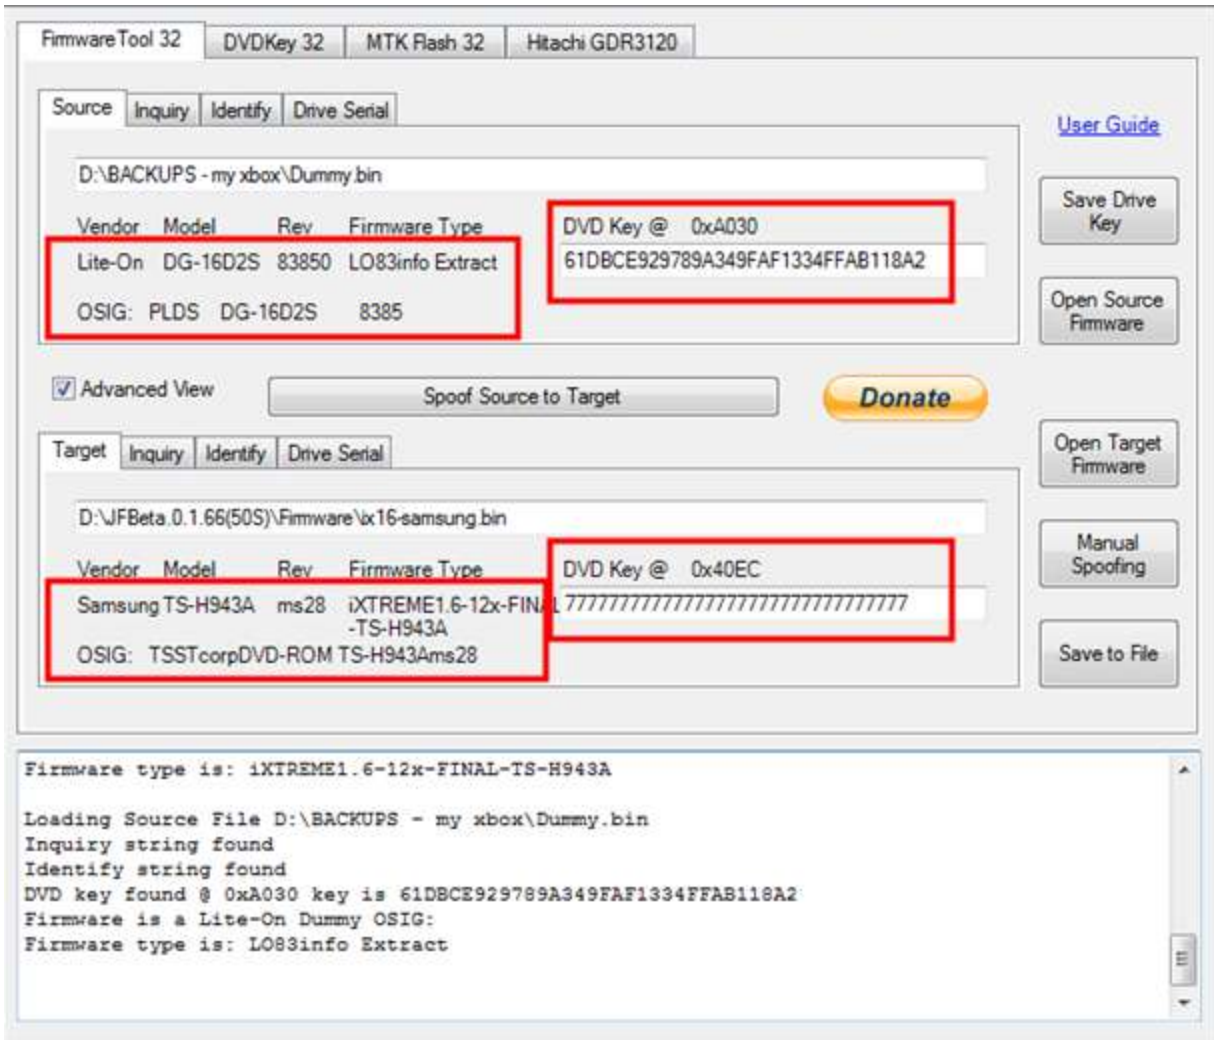 FirmwareTool 32 DVDKey 32 MTK Flash 32 Hitachi GDR3120
Source Inquiry Identify Drive Serial
User Guide
D:\BACKUPS - my xbox\Dummy.bin
Save Drive Key
Vendor Model Rev Firmware Type DVD Key @ 0xA030
Lite-On DG-16D2S 83850 LO83info Extract 61DBCE929789A349FAF1334FFAB118A2
OSIG: PLDS DG-16D2S 8385
Open Source Firmware
Advanced View Spoof Source to Target Donate
Target Inquiry Identify Drive Serial
Open Target Firmware
D:\JFBeta.0.1.66(50S)\Firmware\ix16-samsung.bin
Manual Spoofing
Vendor Model Rev Firmware Type DVD Key @ 0x40EC
Samsung TS-H943A ms28 iXTREME1.6-12x-FINAL 77777777777777777777777777777777
-TS-H943A
OSIG: TSSTcorpDVD-ROM TS-H943Ams28
Save to File
Firmware type is: iXTREME1.6-12x-FINAL-TS-H943A
Loading Source File D:\BACKUPS - my xbox\Dummy.bin
Inquiry string found
Identify string found
DVD key found @ 0xA030 key is 61DBCE929789A349FAF1334FFAB118A2
Firmware is a Lite-On Dummy OSIG:
Firmware type is: LO83info Extract